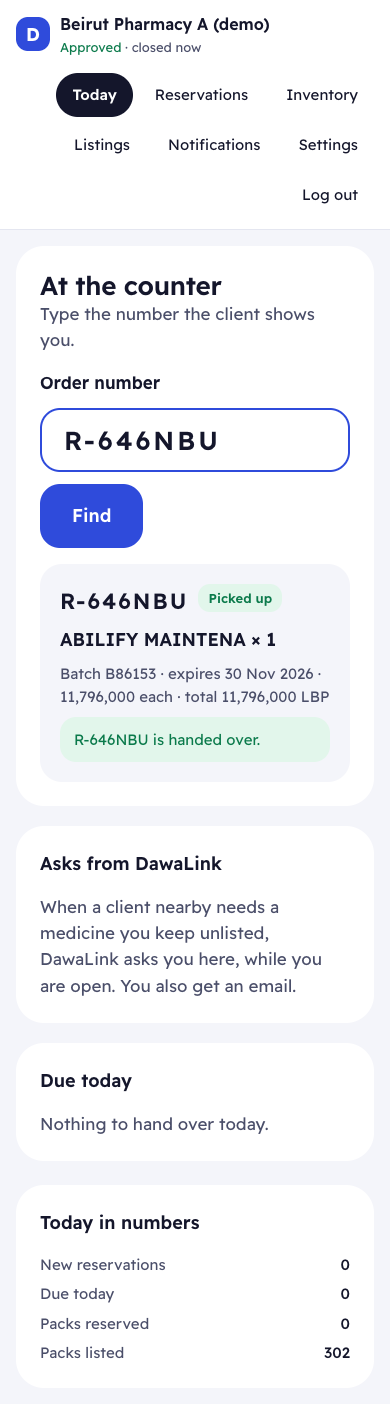 D
Beirut Pharmacy A (demo)
Approved · closed now
Today
Reservations
Inventory
Listings
Notifications
Settings
Log out
At the counter
Type the number the client shows
you.
Order number
R-646NBU
Find
R-646NBU
Picked up
ABILIFY MAINTENA × 1
Batch B86153 · expires 30 Nov 2026 ·
11,796,000 each · total 11,796,000 LBP
R-646NBU is handed over.
Asks from DawaLink
When a client nearby needs a
medicine you keep unlisted,
DawaLink asks you here, while you
are open. You also get an email.
Due today
Nothing to hand over today.
Today in numbers
New reservations 0
Due today 0
Packs reserved 0
Packs listed 302